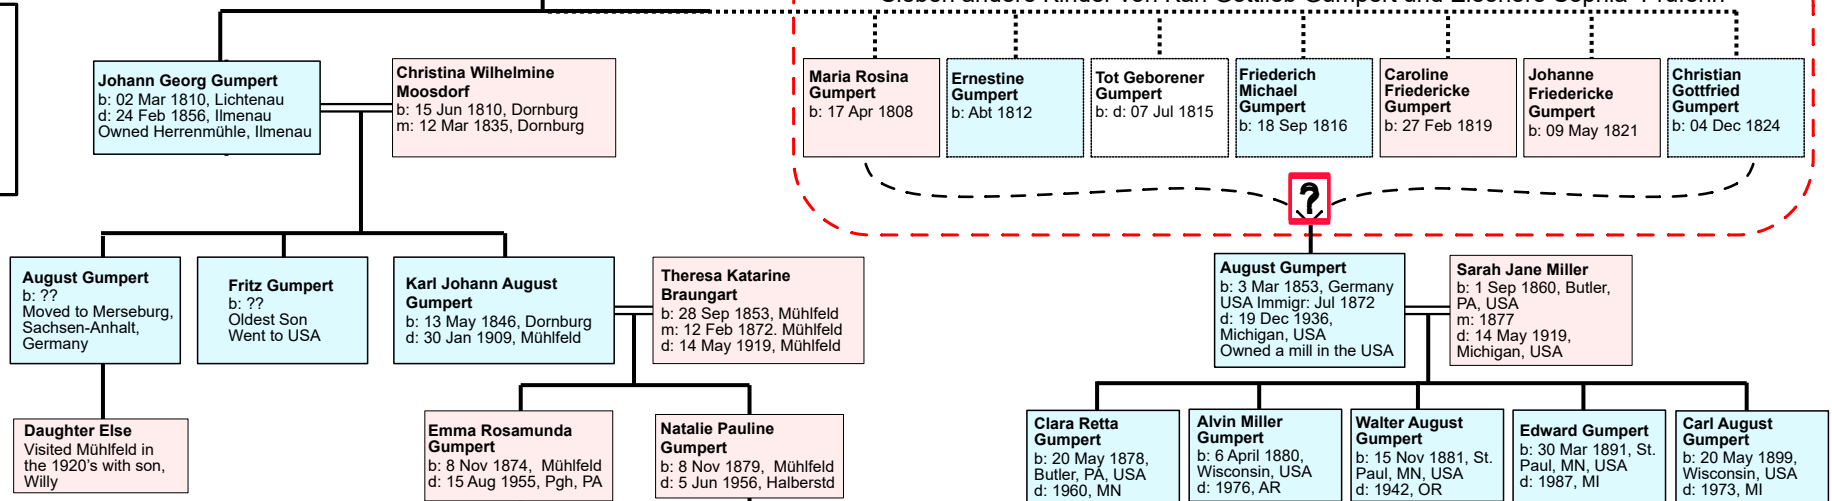 Sieben andere Kinder von Karl Gottlieb Gumpert und Eleonore Sophia
Johann Georg Gumpert
b: 02 Mar 1810, Lichtenau
d: 24 Feb 1856, Ilmenau
Owned Herrenmühle, Ilmenau
Christina Wilhelmine
Moosdorf
b: 15 Jun 1810, Dornburg
m: 12 Mar 1835, Dornburg
Maria Rosina
Gumpert
b: 17 Apr 1808
Ernestine
Gumpert
b: Abt 1812
Tot Geborener
Gumpert
b: d: 07 Jul 1815
Friederich
Michael
Gumpert
b: 18 Sep 1816
Caroline
Friedericke
Gumpert
b: 27 Feb 1819
Johanne
Friedericke
Gumpert
b: 09 May 1821
Christian
Gottfried
Gumpert
b: 04 Dec 1824
?
August Gumpert
b: ??
Moved to Merseburg,
Sachsen-Anhalt,
Germany
Fritz Gumpert
b: ??
Oldest Son
Went to USA
Karl Johann August
Gumpert
b: 13 May 1846, Dornburg
d: 30 Jan 1909, Mühlfeld
Theresa Katarine
Braungart
b: 28 Sep 1853, Mühlfeld
m: 12 Feb 1872. Mühlfeld
d: 14 May 1919, Mühlfeld
August Gumpert
b: 3 Mar 1853, Germany
USA Immigr: Jul 1872
d: 19 Dec 1936,
Michigan, USA
Owned a mill in the USA
Sarah Jane Miller
b: 1 Sep 1860, Butler,
PA, USA
m: 1877
d: 14 May 1919,
Michigan, USA
Daughter Else
Visited Mühlfeld in
the 1920's with son,
Willy
Emma Rosamunda
Gumpert
b: 8 Nov 1874, Mühlfeld
d: 15 Aug 1955, Pgh, PA
Natalie Pauline
Gumpert
b: 8 Nov 1879, Mühlfeld
d: 5 Jun 1956, Halberstd
Clara Retta
Gumpert
b: 20 May 1878,
Butler, PA, USA
d: 1960, MN
Alvin Miller
Gumpert
b: 6 April 1880,
Wisconsin, USA
d: 1976, AR
Walter August
Gumpert
b: 15 Nov 1881, St.
Paul, MN, USA
d: 1942, OR
Edward Gumpert
b: 30 Mar 1891, St.
Paul, MN, USA
d: 1987, MI
Carl August
Gumpert
b: 20 May 1899,
Wisconsin, USA
d: 1973, MI